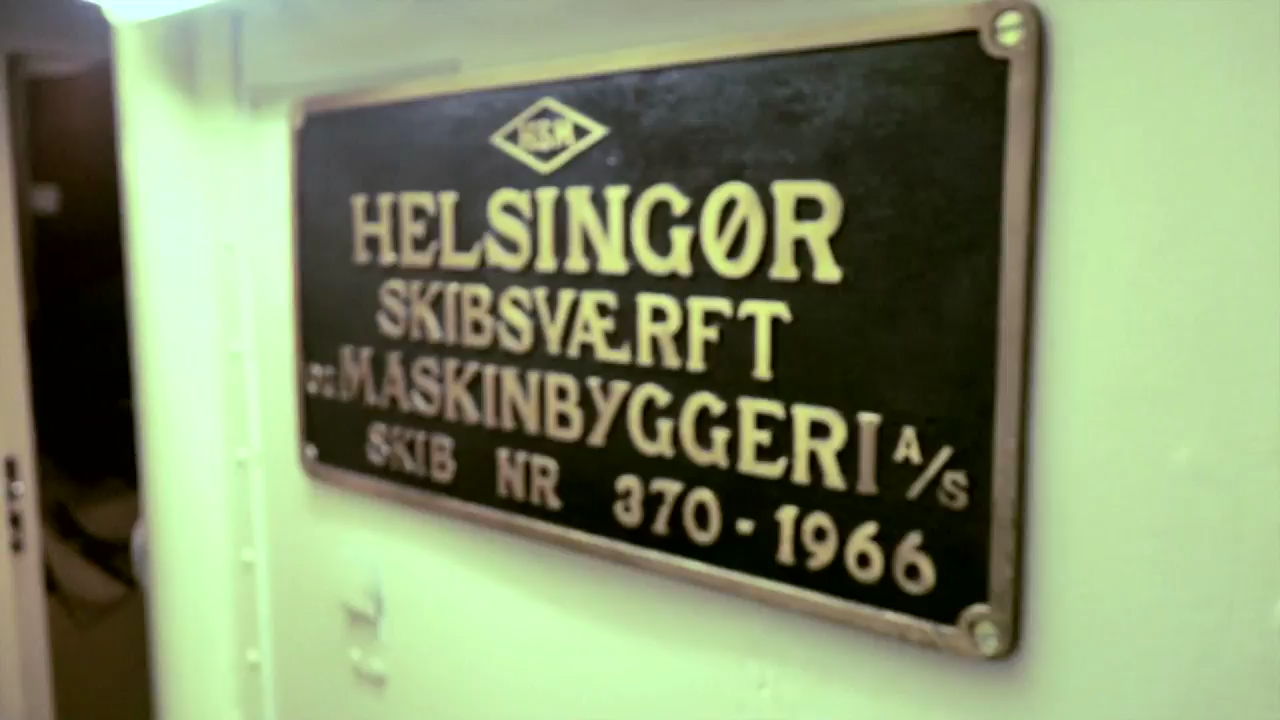 HSM
HELSINGØR
SKIBSVÆRFT
MASKINBYGGERI A/S
SKIB NR 370-1966